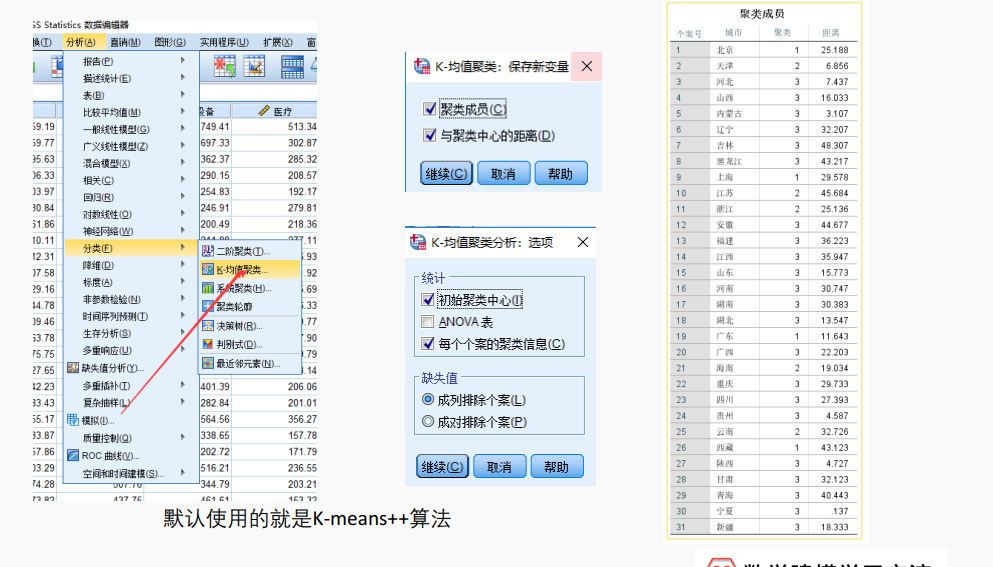 SS Statistics 数据编辑器
换(T) 分析(A) 直销(M) 图形(G) 实用程序(U) 扩展(X) 窗
报告(P)
描述统计(E)
表(B)
比较平均值(M)
一般线性模型(G)
广义线性模型(Z)
混合模型(X)
相关(C)
回归(R)
对数线性(O)
神经网络(W)
分类(F)
降维(D)
标度(A)
非参数检验(N)
时间序列预测(T)
生存分析(S)
多重响应(U)
缺失值分析(Y)...
多重插补(T)
复杂抽样(L)
模拟(I)...
质量控制(Q)
ROC 曲线(V)...
空间和时间建模(S)...
二阶聚类(T)...
K-均值聚类...
系统聚类(H)...
聚类轮廓
决策树(R)...
判别式(D)...
最近邻元素(N)...
设备 医疗
59.19 749.41 513.34
59.77 697.33 302.87
95.63 362.37 285.32
06.33 290.15 208.57
03.97 254.83 192.17
30.84 246.91 279.81
51.86 200.49 218.36
10.11 277.11
12.31 5.93
07.58 .92
29.16 5.69
44.78 5.33
09.46 0.77
53.78 7.90
75.75 0.79
27.65 3.14
42.23 401.39 206.06
33.43 282.84 201.01
55.17 564.56 356.27
33.87 338.65 157.78
57.86 202.72 171.79
03.29 516.21 236.55
74.28 344.79 203.21
73.82 437.75 461.61 153.32
默认使用的就是K-means++算法
K-均值聚类：保存新变量
聚类成员(C)
与聚类中心的距离(D)
继续(C) 取消 帮助
K-均值聚类分析：选项
统计
初始聚类中心(I)
ANOVA 表
每个个案的聚类信息(C)
缺失值
成列排除个案(L)
成对排除个案(P)
继续(C) 取消 帮助
聚类成员
个案号 城市 聚类 距离
1 北京 1 25.188
2 天津 2 6.856
3 河北 3 7.437
4 山西 3 16.033
5 内蒙古 3 3.107
6 辽宁 3 32.207
7 吉林 3 48.307
8 黑龙江 3 43.217
9 上海 1 29.578
10 江苏 2 45.684
11 浙江 2 25.136
12 安徽 3 44.677
13 福建 3 36.223
14 江西 3 35.947
15 山东 3 15.773
16 河南 3 30.747
17 湖南 3 30.383
18 湖北 3 13.547
19 广东 1 11.643
20 广西 3 22.203
21 海南 2 19.034
22 重庆 3 29.733
23 四川 3 27.393
24 贵州 3 4.587
25 云南 2 32.726
26 西藏 1 43.123
27 陕西 3 4.727
28 甘肃 3 32.123
29 青海 3 40.443
30 宁夏 3 .137
31 新疆 3 18.333